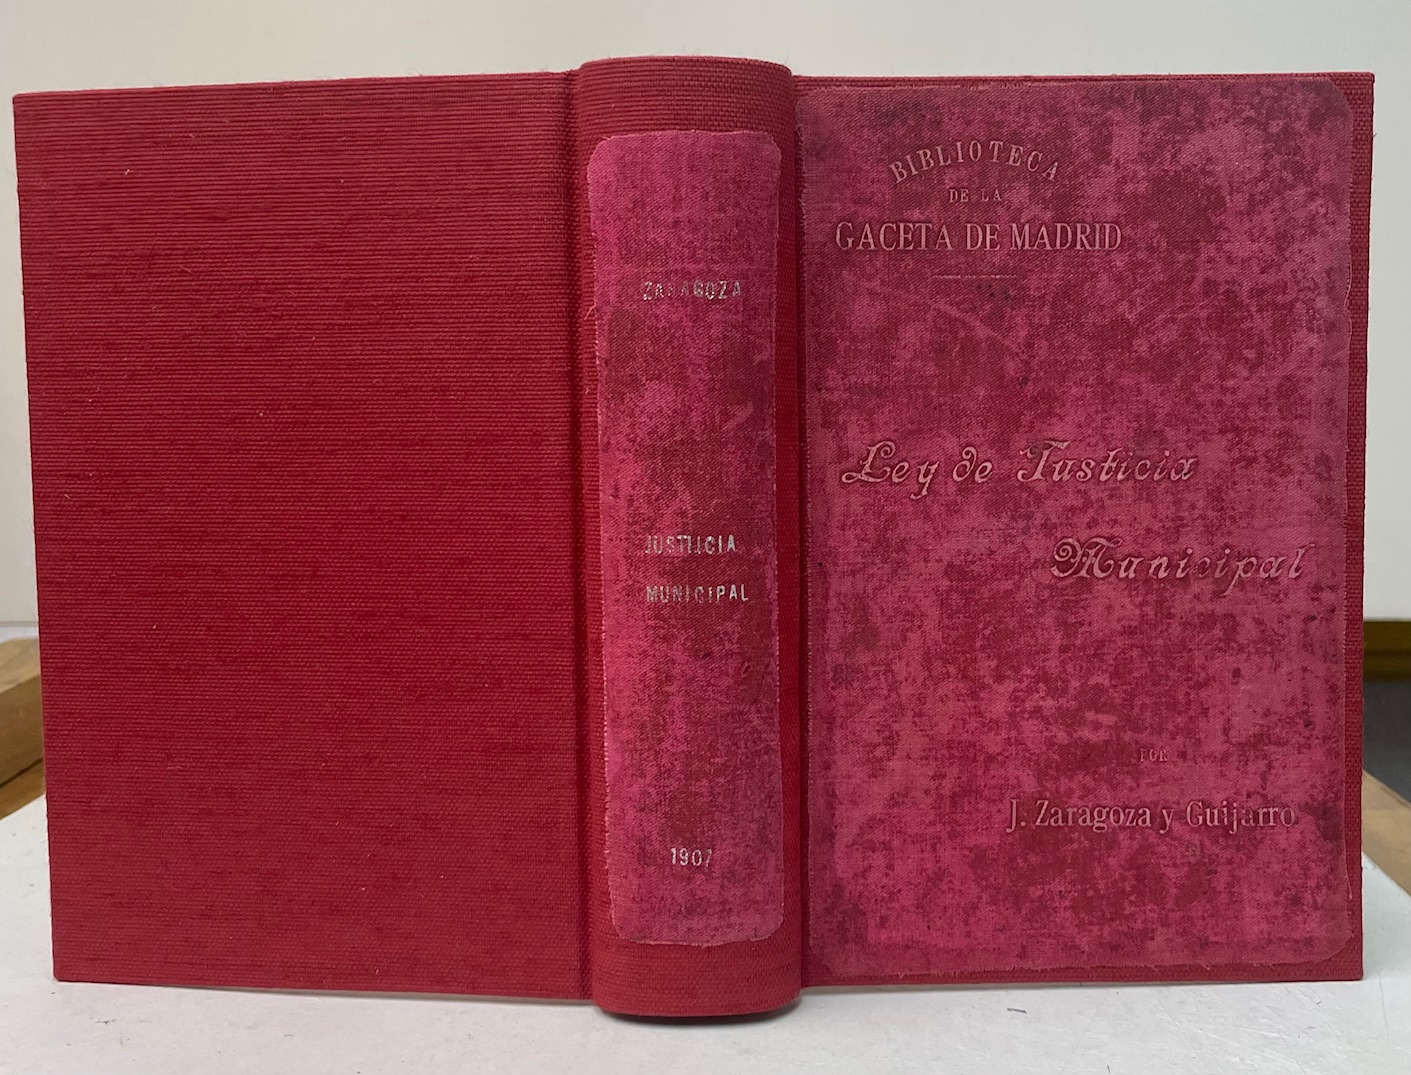 ZARAGOZA
JUSTICIA
MUNICIPAL
1907
BIBLIOTECA
DE LA
GACETA DE MADRID
Ley de Justicia
Municipal
POR
J. Zaragoza y Guijarro